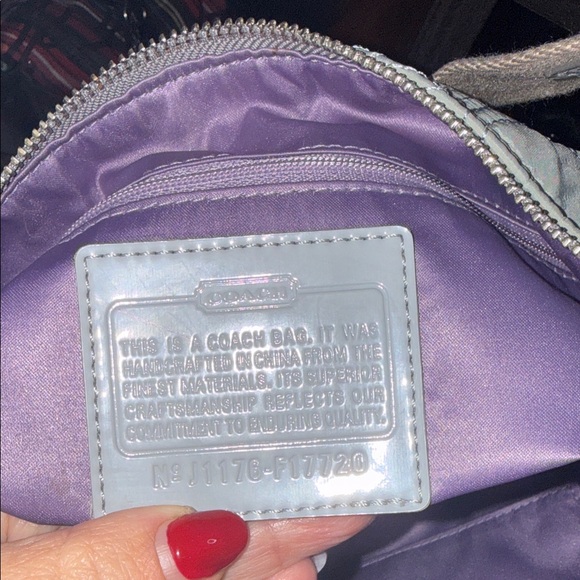 COACH
THIS IS A COACH BAG. IT WAS
HANDCRAFTED IN CHINA FROM THE
FINEST MATERIALS. ITS SUPERIOR
CRAFTSMANSHIP REFLECTS OUR
COMMITMENT TO ENDURING QUALITY.
Nº J1176-F17720